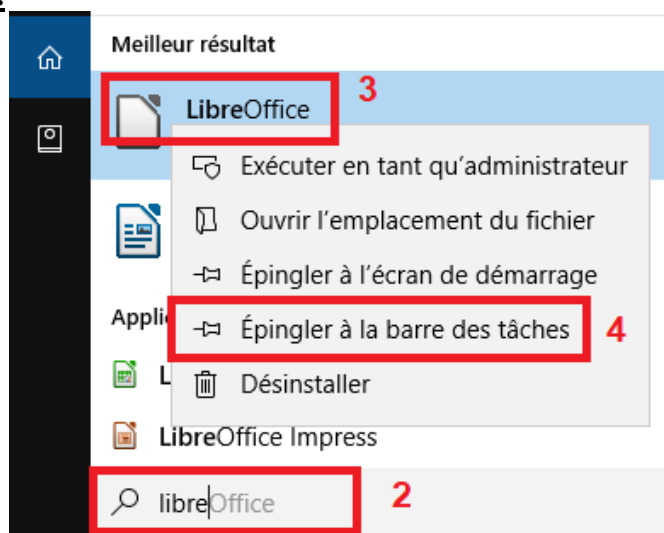 Meilleur résultat
LibreOffice
3
Exécuter en tant qu'administrateur
Ouvrir l'emplacement du fichier
Épingler à l'écran de démarrage
Appli
Épingler à la barre des tâches
4
L
Désinstaller
LibreOffice Impress
libreOffice
2